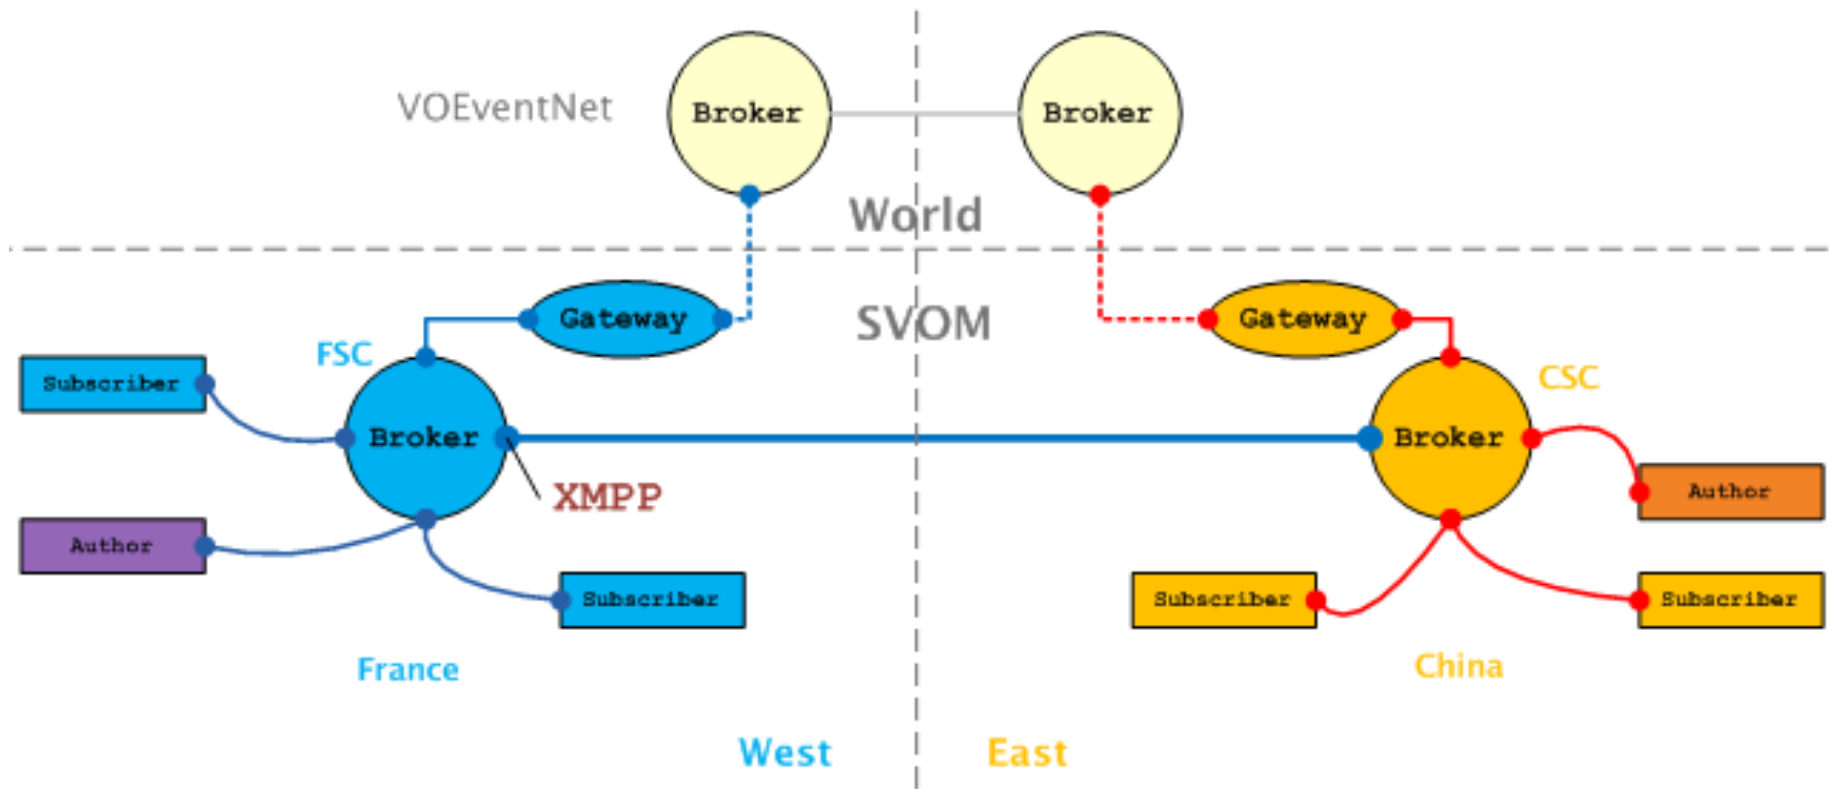 VOEventNet
Broker
Broker
World
SVOM
Gateway
Gateway
FSC
CSC
Subscriber
Broker
Broker
XMPP
Author
Author
Subscriber
Subscriber
Subscriber
France
China
West
East